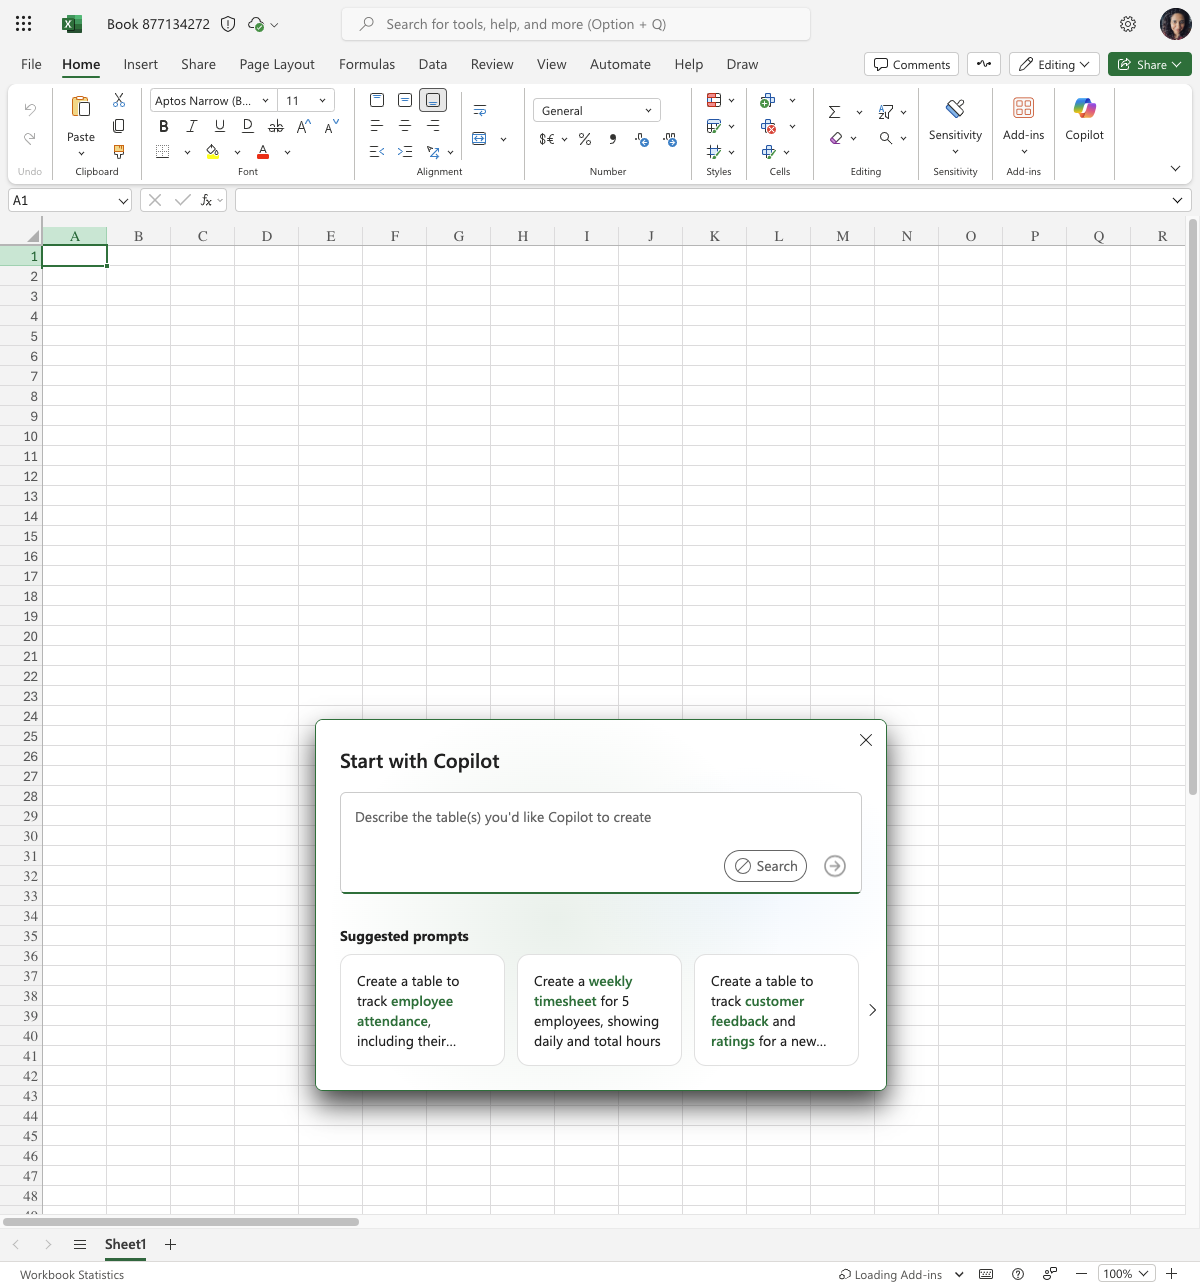 Book 877134272
Search for tools, help, and more (Option + Q)
File Home Insert Share Page Layout Formulas Data Review View Automate Help Draw
Comments Editing Share
Undo
Paste
Clipboard
Aptos Narrow (B... 11
B I U D ab A A
A
Font
Alignment
General
$€ % ,
Number
Styles
Cells
Editing
Sensitivity
Sensitivity
Add-ins
Add-ins
Copilot
A1
fx
A B C D E F G H I J K L M N O P Q R
1
2
3
4
5
6
7
8
9
10
11
12
13
14
15
16
17
18
19
20
21
22
23
24
25
26
27
28
29
30
31
32
33
34
35
36
37
38
39
40
41
42
43
44
45
46
47
48
49
Start with Copilot
Describe the table(s) you'd like Copilot to create
Search
Suggested prompts
Create a table to
track employee
attendance,
including their...
Create a weekly
timesheet for 5
employees, showing
daily and total hours
Create a table to
track customer
feedback and
ratings for a new...
Sheet1
Workbook Statistics
Loading Add-ins
100%